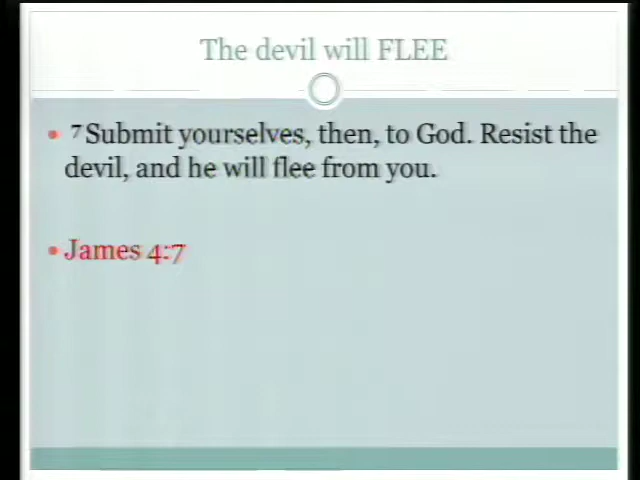 The devil will FLEE
7 Submit yourselves, then, to God. Resist the
devil, and he will flee from you.
James 4:7